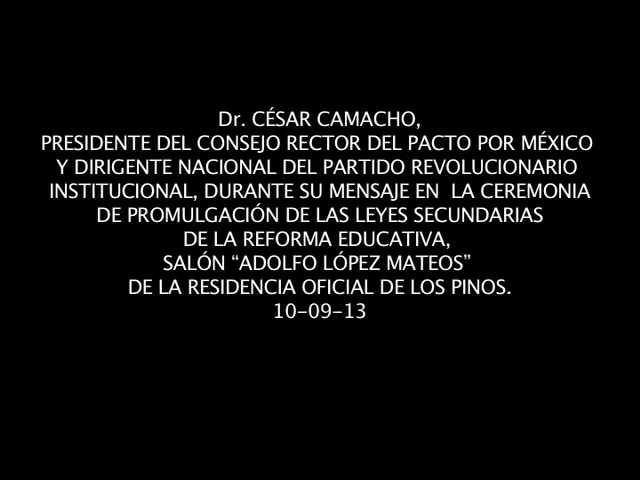 Dr. CÉSAR CAMACHO,
PRESIDENTE DEL CONSEJO RECTOR DEL PACTO POR MÉXICO
Y DIRIGENTE NACIONAL DEL PARTIDO REVOLUCIONARIO
INSTITUCIONAL, DURANTE SU MENSAJE EN  LA CEREMONIA
DE PROMULGACIÓN DE LAS LEYES SECUNDARIAS
DE LA REFORMA EDUCATIVA,
SALÓN “ADOLFO LÓPEZ MATEOS”
DE LA RESIDENCIA OFICIAL DE LOS PINOS.
10-09-13